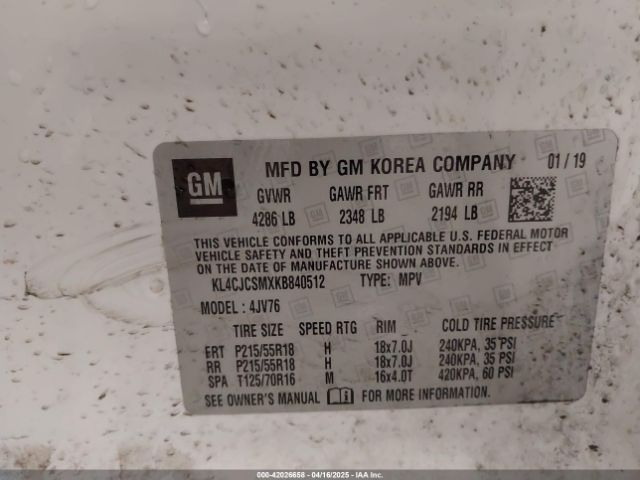 GM MFD BY GM KOREA COMPANY 01/19
GVWR GAWR FRT GAWR RR
4286 LB 2348 LB 2194 LB
THIS VEHICLE CONFORMS TO ALL APPLICABLE U.S. FEDERAL MOTOR
VEHICLE SAFETY AND THEFT PREVENTION STANDARDS IN EFFECT
ON THE DATE OF MANUFACTURE SHOWN ABOVE.
KL4CJCSMXKB840512 TYPE: MPV
MODEL: 4JV76
TIRE SIZE SPEED RTG RIM COLD TIRE PRESSURE
FRT P215/55R18 H 18x7.0J 240KPA, 35 PSI
RR P215/55R18 H 18x7.0J 240KPA, 35 PSI
SPA T125/70R16 M 16x4.0T 420KPA, 60 PSI
SEE OWNER'S MANUAL FOR MORE INFORMATION.
000-42026658 - 04/16/2025 - IAAI.com